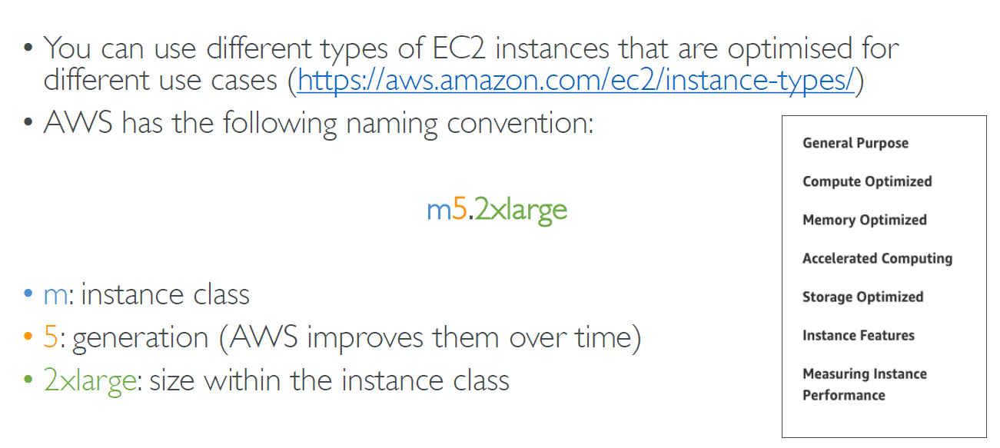 • You can use different types of EC2 instances that are optimised for
different use cases (https://aws.amazon.com/ec2/instance-types/)
• AWS has the following naming convention:
m5.2xlarge
• m: instance class
• 5: generation (AWS improves them over time)
• 2xlarge: size within the instance class
General Purpose
Compute Optimized
Memory Optimized
Accelerated Computing
Storage Optimized
Instance Features
Measuring Instance
Performance